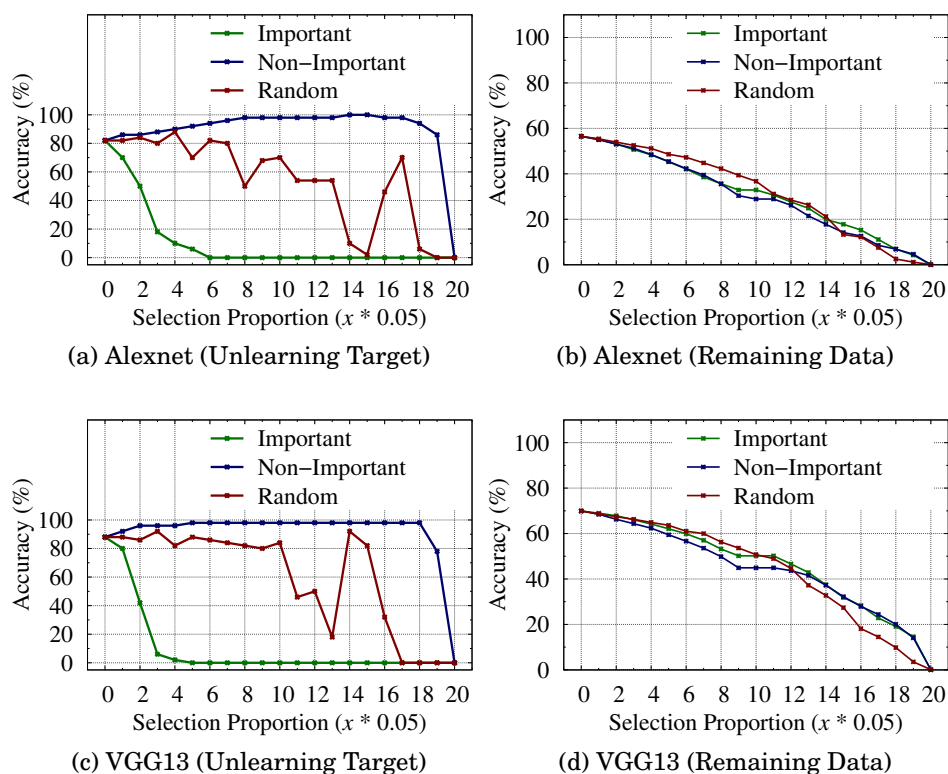 Important
Non−Important
Random
Accuracy (%)
100
80
60
40
20
0
0 2 4 6 8 10 12 14 16 18 20
Selection Proportion (x * 0.05)
(a) Alexnet (Unlearning Target)
Important
Non−Important
Random
Accuracy (%)
100
80
60
40
20
0
0 2 4 6 8 10 12 14 16 18 20
Selection Proportion (x * 0.05)
(b) Alexnet (Remaining Data)
Important
Non−Important
Random
Accuracy (%)
100
80
60
40
20
0
0 2 4 6 8 10 12 14 16 18 20
Selection Proportion (x * 0.05)
(c) VGG13 (Unlearning Target)
Important
Non−Important
Random
Accuracy (%)
100
80
60
40
20
0
0 2 4 6 8 10 12 14 16 18 20
Selection Proportion (x * 0.05)
(d) VGG13 (Remaining Data)